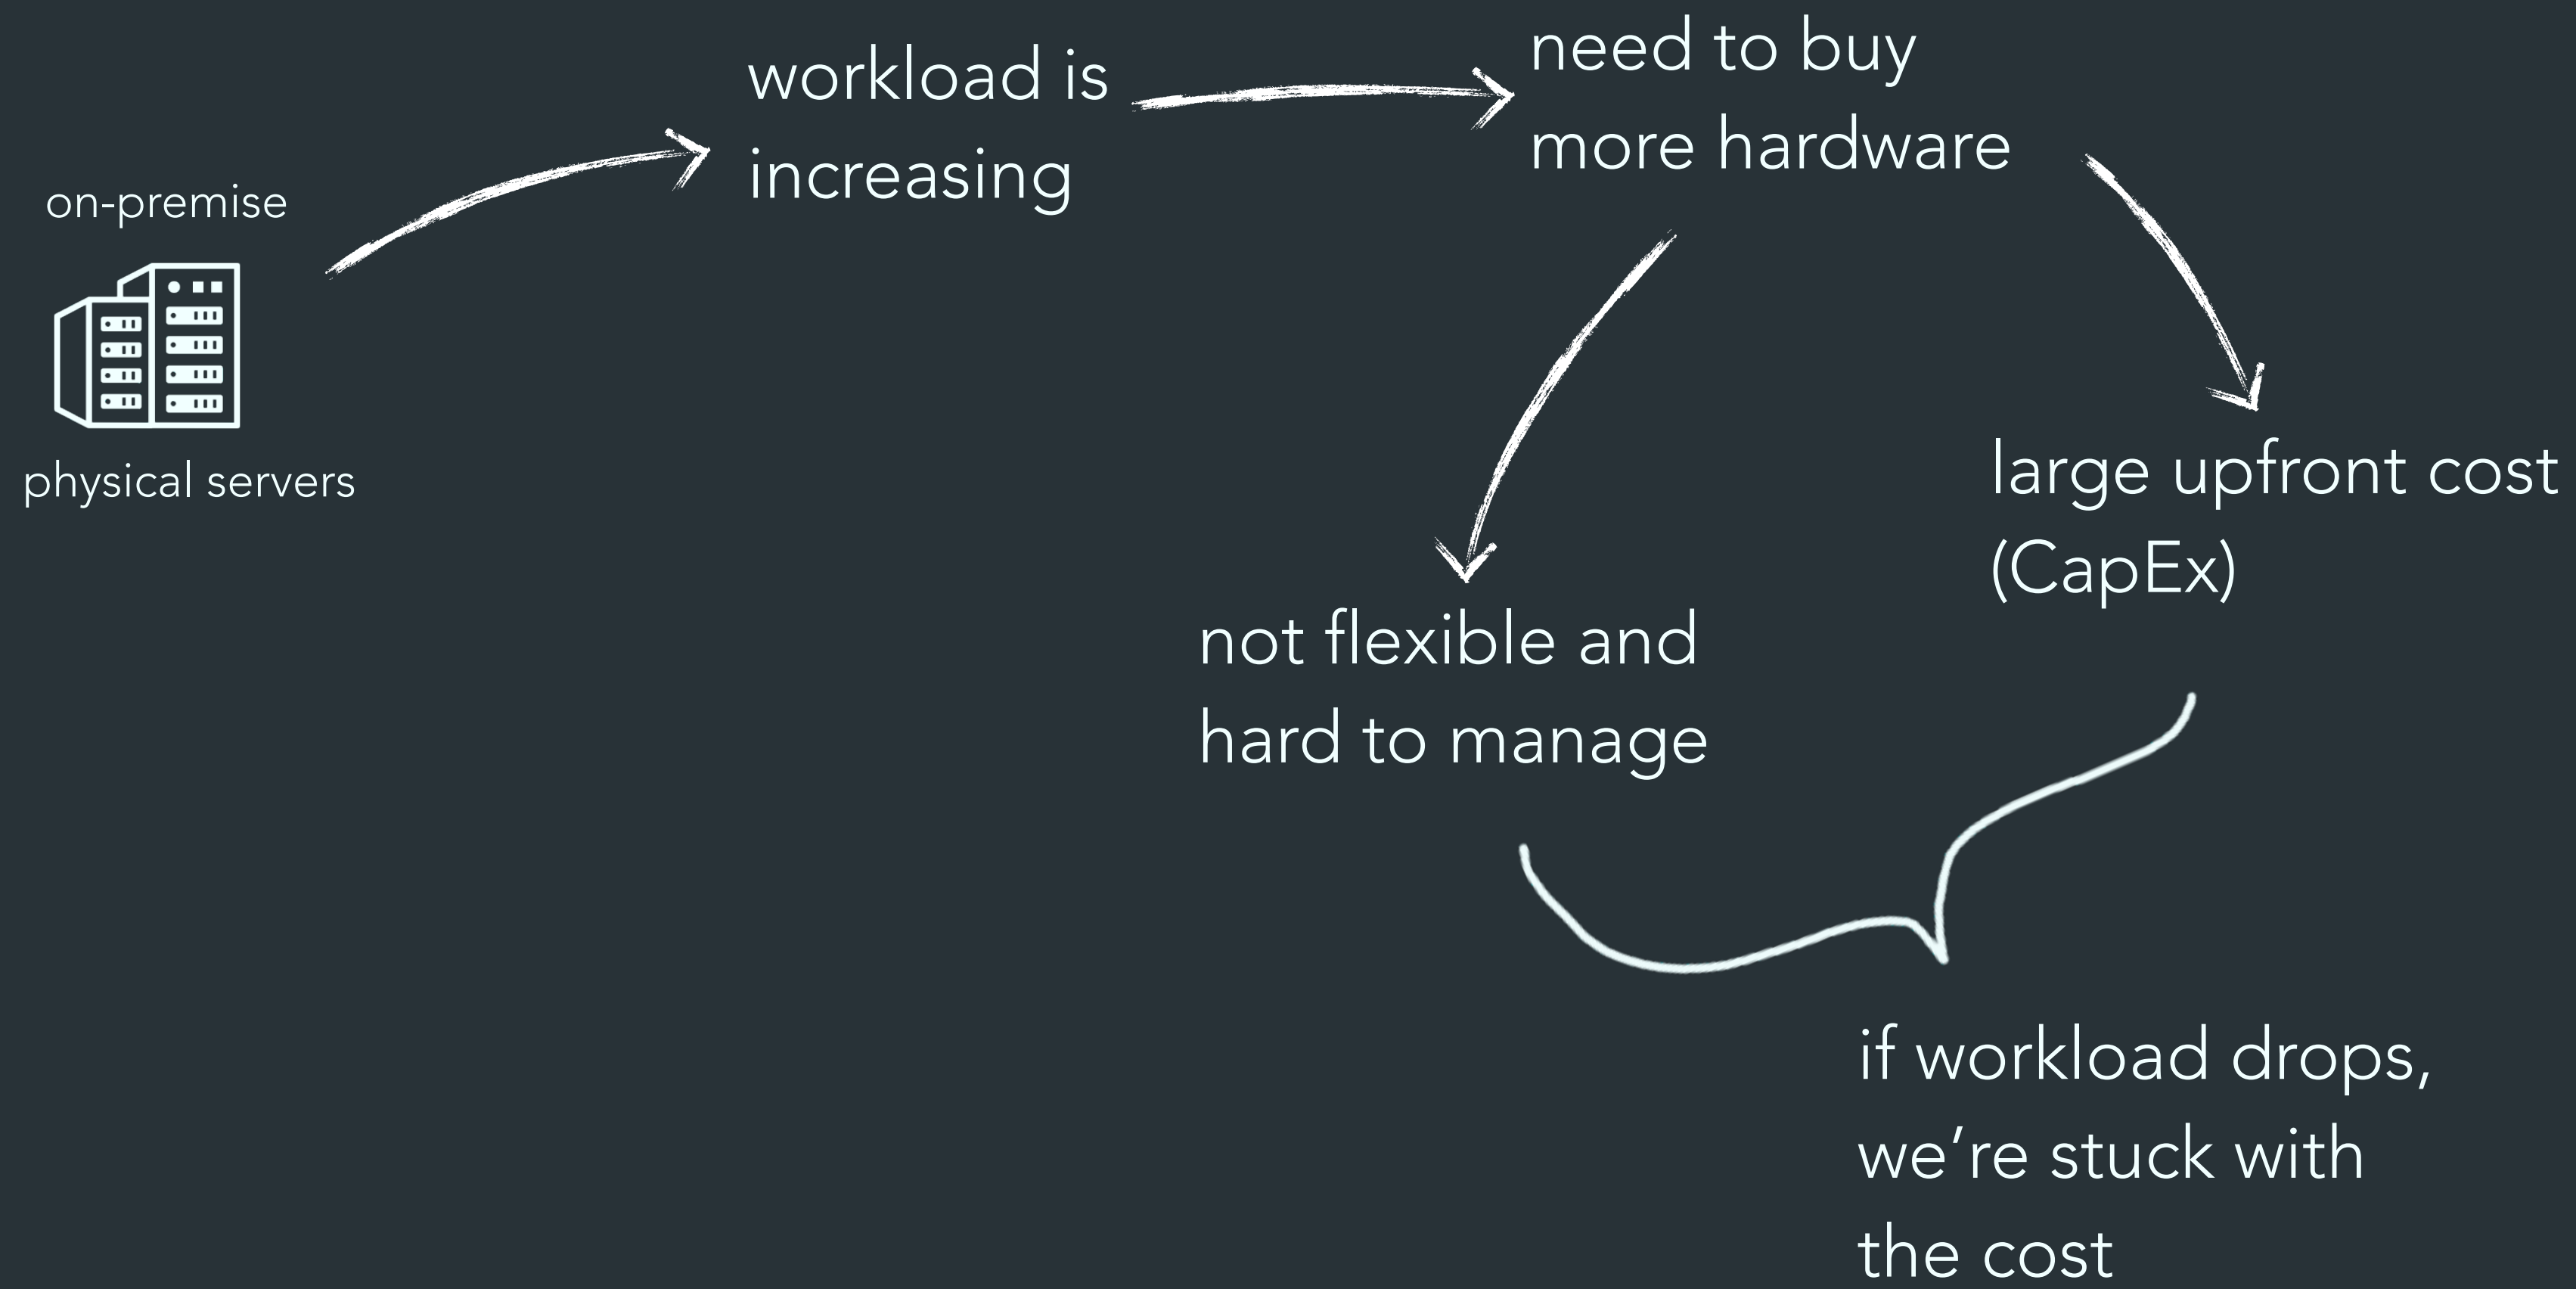 on-premise
physical servers
workload is
increasing
need to buy
more hardware
not flexible and
hard to manage
large upfront cost
(CapEx)
if workload drops,
we’re stuck with
the cost